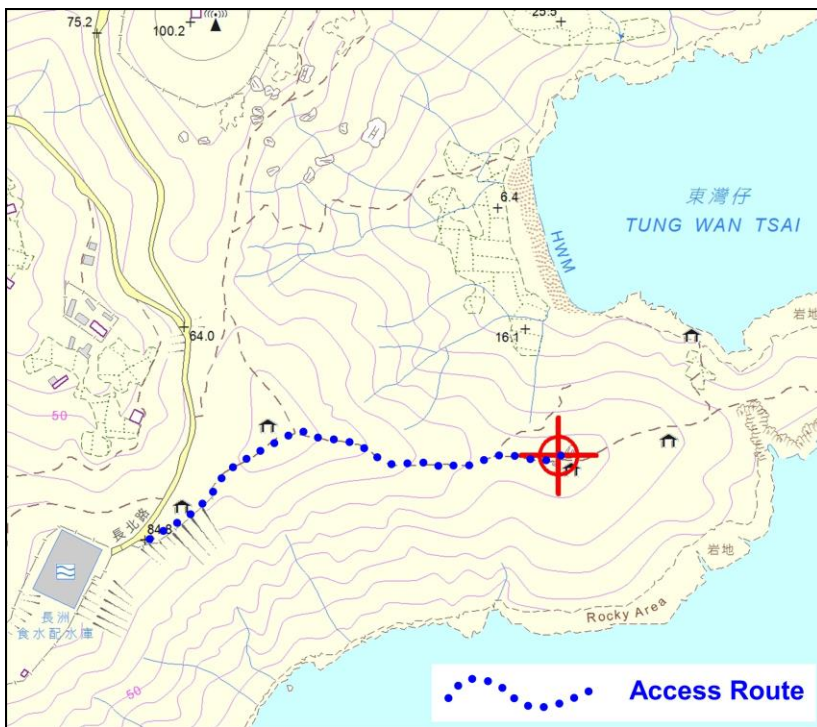 75.2
100.2
25.5
6.4
東灣仔
TUNG WAN TSAI
HWM
64.0
16.1
岩地
50
長北路
84.8
岩地
長洲
食水配水庫
Rocky Area
50
Access Route